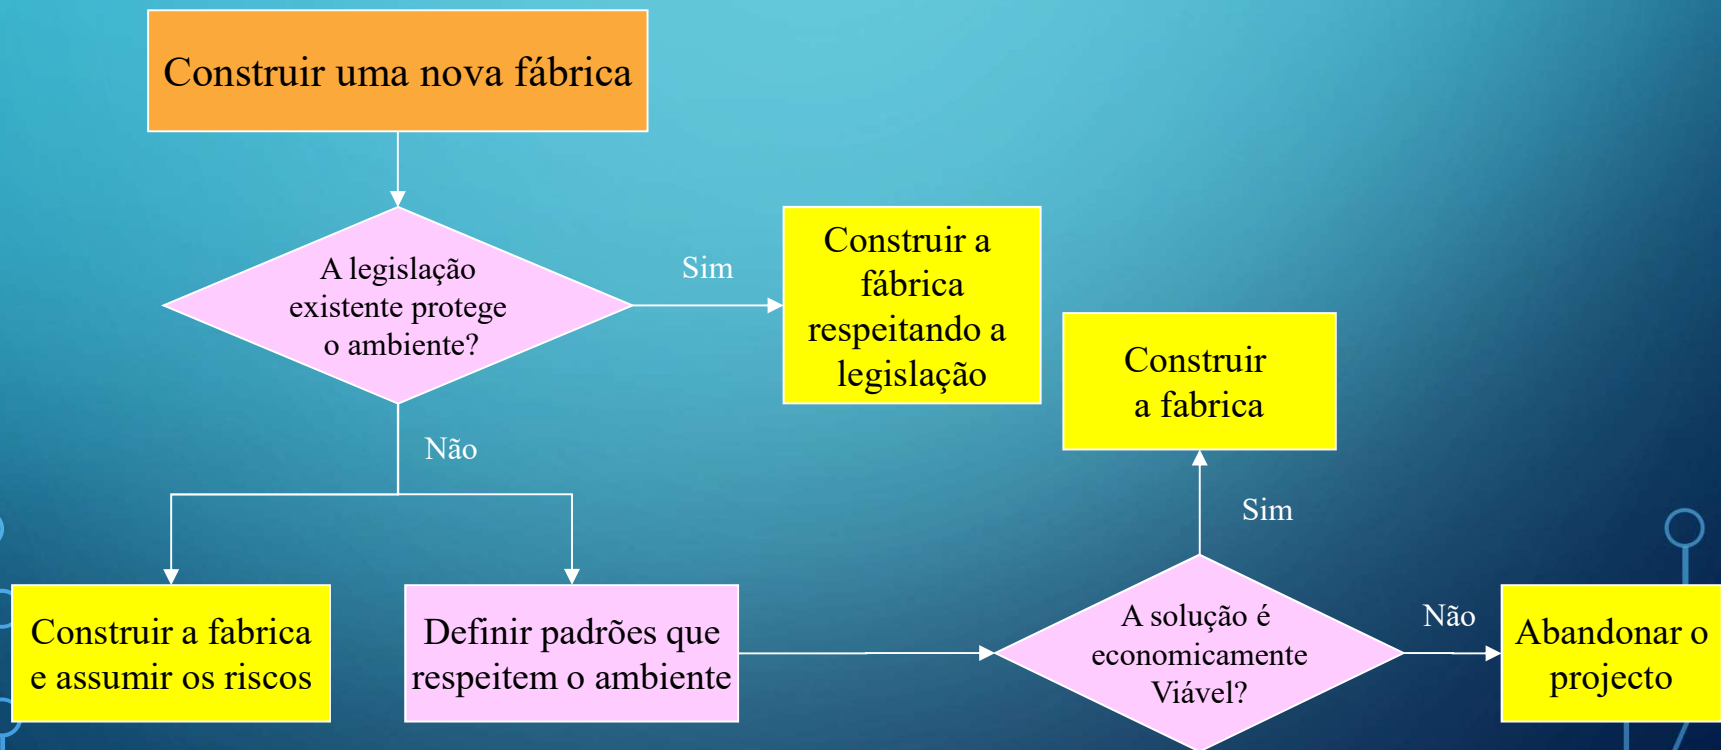 Construir uma nova fábrica
A legislação
existente protege
o ambiente?
Sim
Construir a
fábrica
respeitando a
legislação
Não
Construir a fabrica
e assumir os riscos
Definir padrões que
respeitem o ambiente
A solução é
economicamente
Viável?
Sim
Construir
a fabrica
Não
Abandonar o
projecto